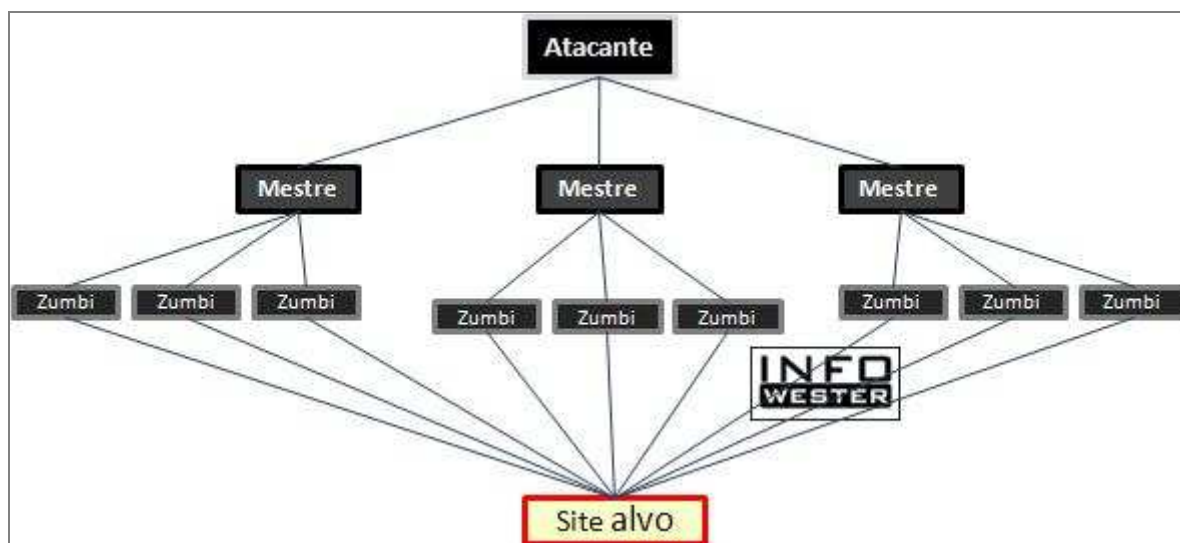 Atacante
Mestre Mestre Mestre
Zumbi Zumbi Zumbi Zumbi Zumbi Zumbi Zumbi Zumbi Zumbi
INFO
WESTER
Site alvo